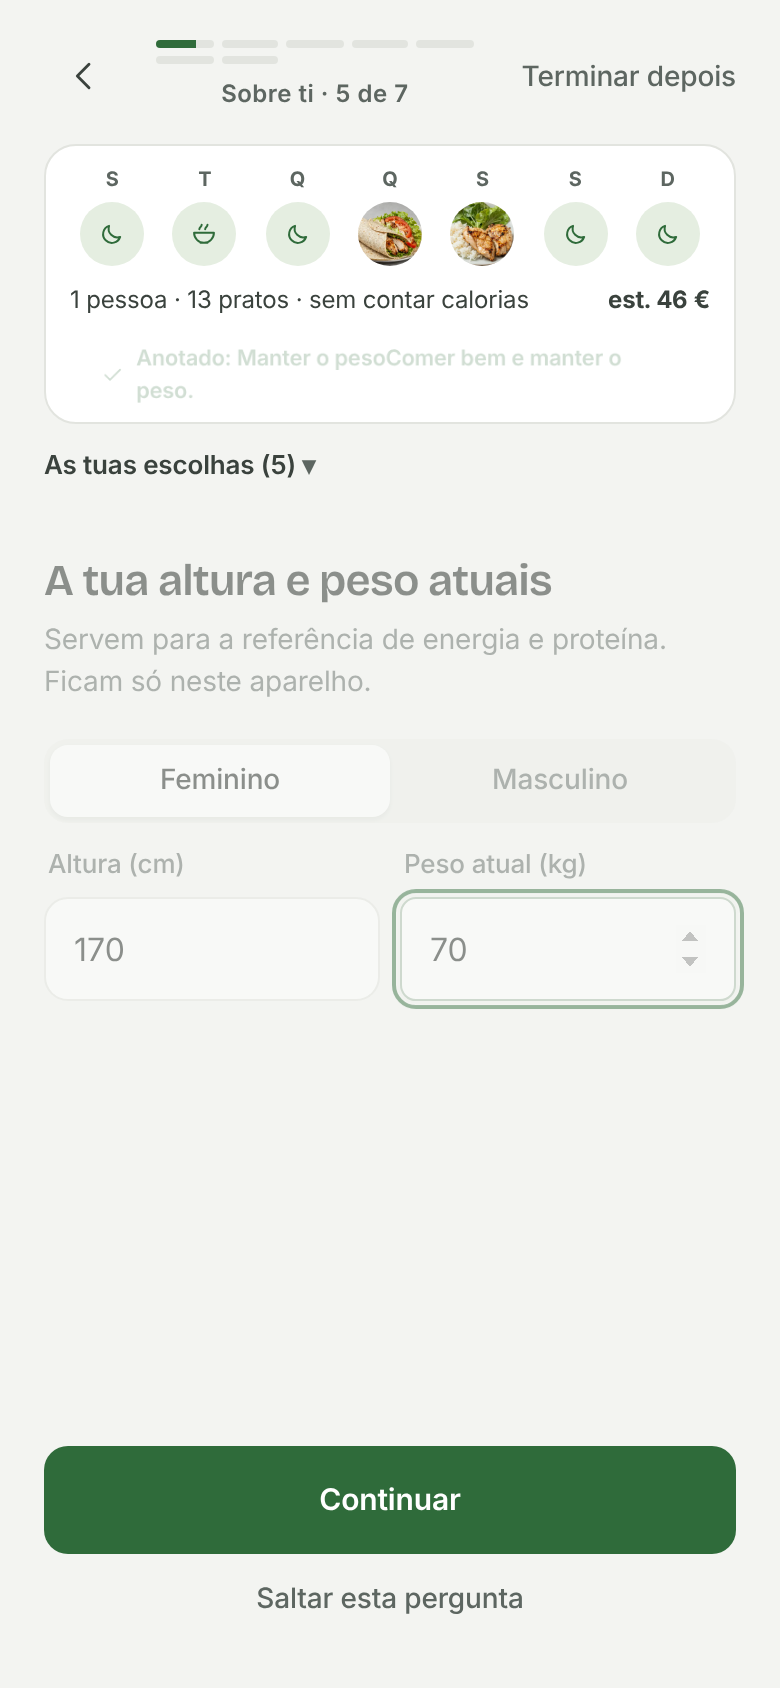 Terminar depois
Sobre ti · 5 de 7
S T Q Q S S D
1 pessoa · 13 pratos · sem contar calorias est. 46 €
Anotado: Manter o pesoComer bem e manter o
peso.
As tuas escolhas (5) ▾
A tua altura e peso atuais
Servem para a referência de energia e proteína.
Ficam só neste aparelho.
Feminino Masculino
Altura (cm) Peso atual (kg)
170 70
Continuar
Saltar esta pergunta